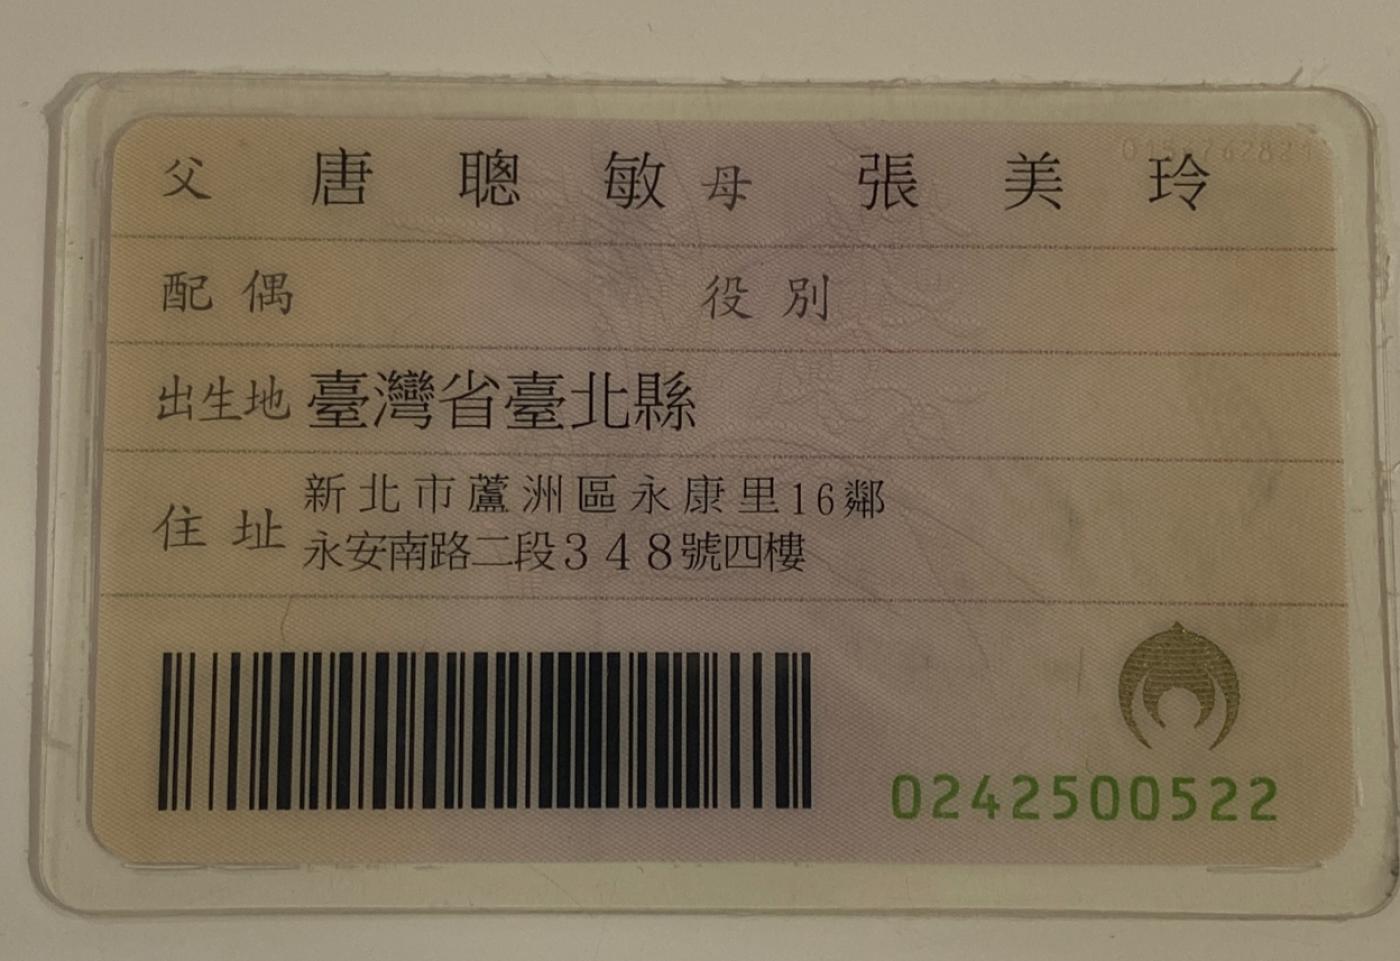 父 唐聰敏 母 張美玲
配偶 役別
出生地 臺灣省臺北縣
住址 新北市蘆洲區永康里16鄰
永安南路二段348號四樓
0242500522